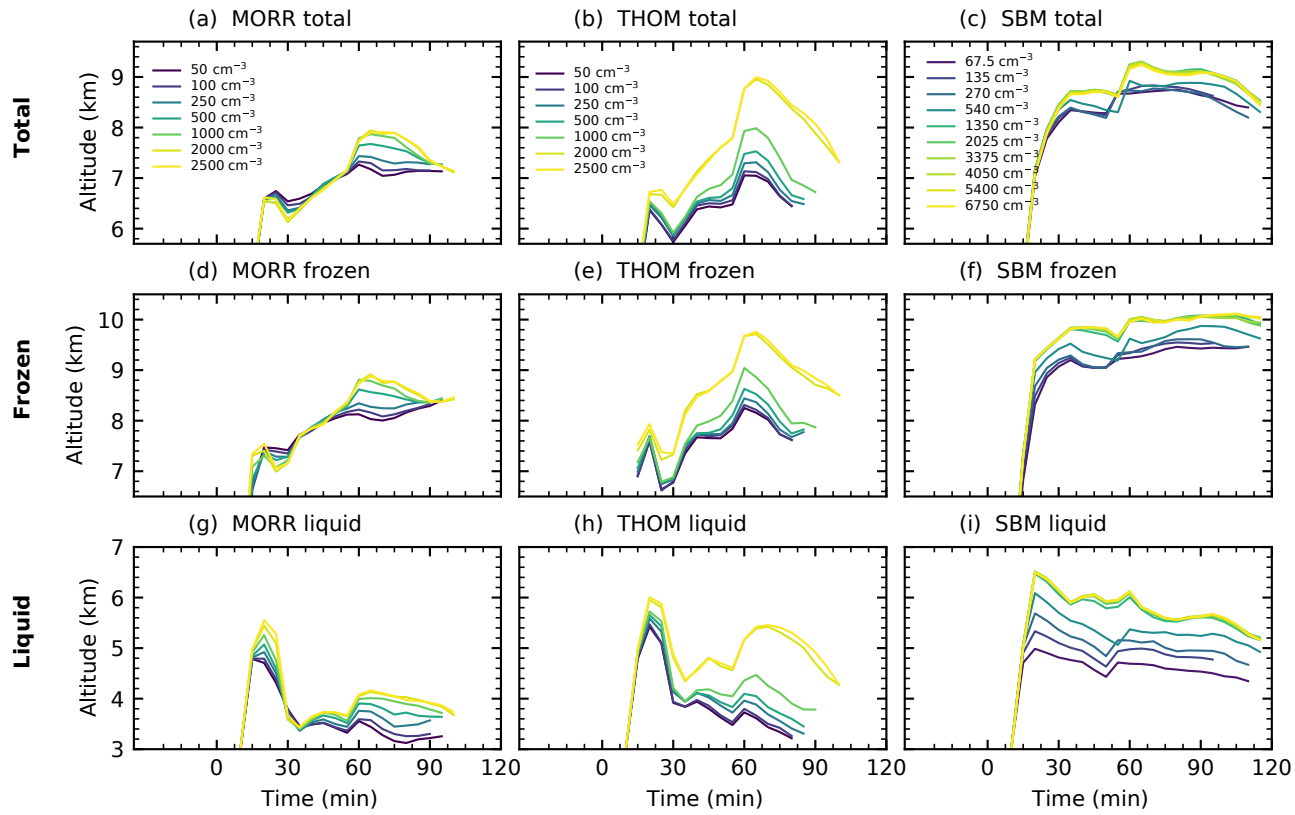 (a) MORR total
(b) THOM total
(c) SBM total
Total
Altitude (km)
9
8
7
6
50 cm⁻³
100 cm⁻³
250 cm⁻³
500 cm⁻³
1000 cm⁻³
2000 cm⁻³
2500 cm⁻³
50 cm⁻³
100 cm⁻³
250 cm⁻³
500 cm⁻³
1000 cm⁻³
2000 cm⁻³
2500 cm⁻³
67.5 cm⁻³
135 cm⁻³
270 cm⁻³
540 cm⁻³
1350 cm⁻³
2025 cm⁻³
3375 cm⁻³
4050 cm⁻³
5400 cm⁻³
6750 cm⁻³
(d) MORR frozen
(e) THOM frozen
(f) SBM frozen
Frozen
Altitude (km)
10
9
8
7
(g) MORR liquid
(h) THOM liquid
(i) SBM liquid
Liquid
Altitude (km)
7
6
5
4
3
0 30 60 90 120
0 30 60 90 120
0 30 60 90 120
Time (min)
Time (min)
Time (min)